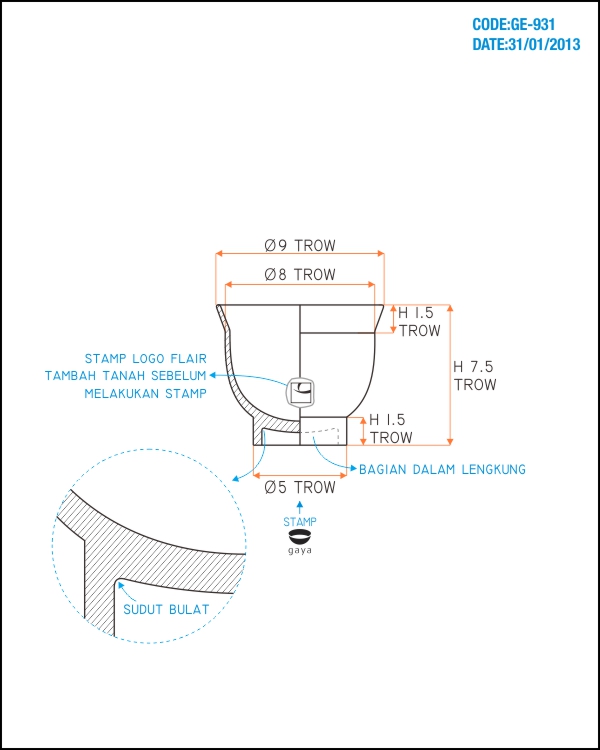 CODE:GE-931
DATE:31/01/2013
Ø9 TROW
Ø8 TROW
H 1.5
TROW
H 7.5
TROW
STAMP LOGO FLAIR
TAMBAH TANAH SEBELUM
MELAKUKAN STAMP
H 1.5
TROW
BAGIAN DALAM LENGKUNG
Ø5 TROW
STAMP
gaya
SUDUT BULAT